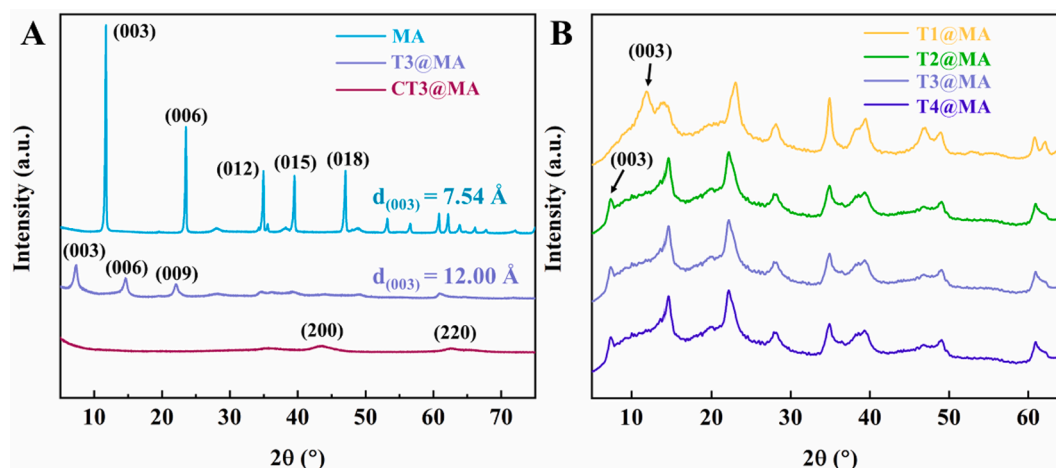 A
(003)
MA
T3@MA
CT3@MA
(006)
(012)
(015)
(018)
d(003) = 7.54 Å
(003)
(006)
(009)
d(003) = 12.00 Å
(200)
(220)
Intensity (a.u.)
10 20 30 40 50 60 70
2θ (°)
B
T1@MA
T2@MA
T3@MA
T4@MA
(003)
(003)
Intensity (a.u.)
10 20 30 40 50 60
2θ (°)